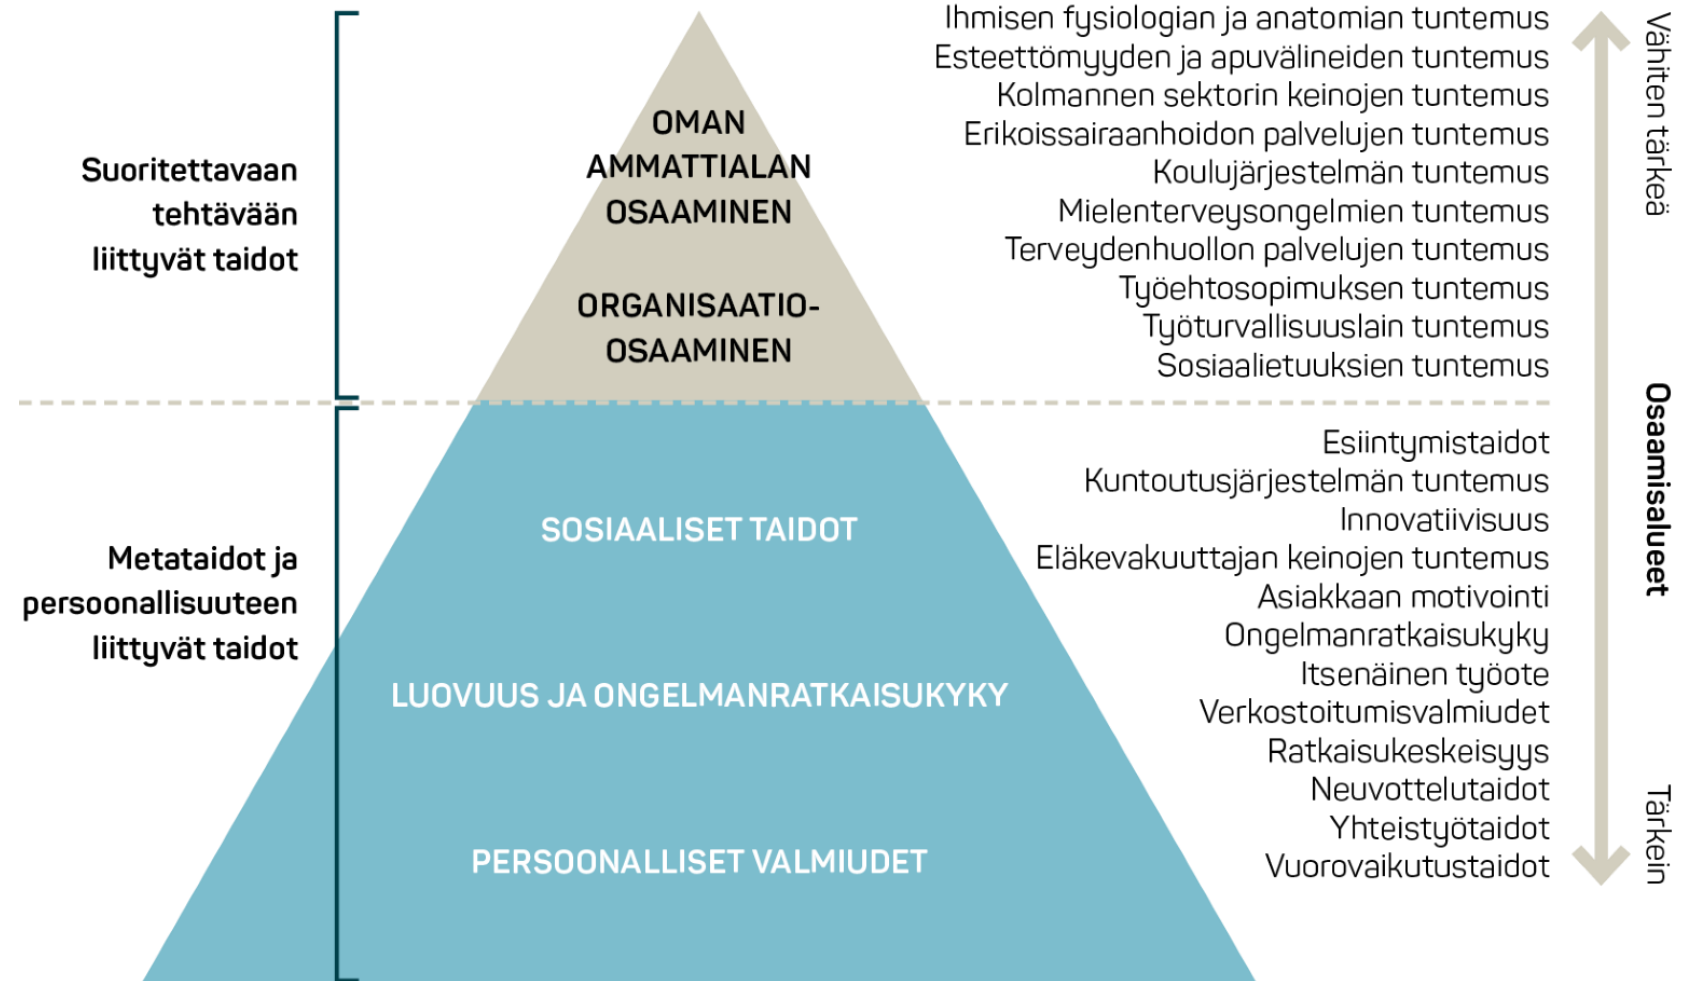 Suoritettavaan
tehtävään
liittyvät taidot
Metataidot ja
persoonallisuuteen
liittyvät taidot
OMAN
AMMATTIALAN
OSAAMINEN
ORGANISAATIO-
OSAAMINEN
SOSIAALISET TAIDOT
LUOVUUS JA ONGELMANRATKAISUKYKY
PERSOONALLISET VALMIUDET
Ihmisen fysiologian ja anatomian tuntemus
Esteettömyyden ja apuvälineiden tuntemus
Kolmannen sektorin keinojen tuntemus
Erikoissairaanhoidon palvelujen tuntemus
Koulujärjestelmän tuntemus
Mielenterveysongelmien tuntemus
Terveydenhuollon palvelujen tuntemus
Työehtosopimuksen tuntemus
Työturvallisuuslain tuntemus
Sosiaalietuuksien tuntemus
Esiintymistaidot
Kuntoutusjärjestelmän tuntemus
Innovatiivisuus
Eläkevakuuttajan keinojen tuntemus
Asiakkaan motivointi
Ongelmanratkaisukyky
Itsenäinen työote
Verkostoitumisvalmiudet
Ratkaisukeskeisyys
Neuvottelutaidot
Yhteistyötaidot
Vuorovaikutustaidot
Vähiten tärkeä
Osaamisalueet
Tärkein